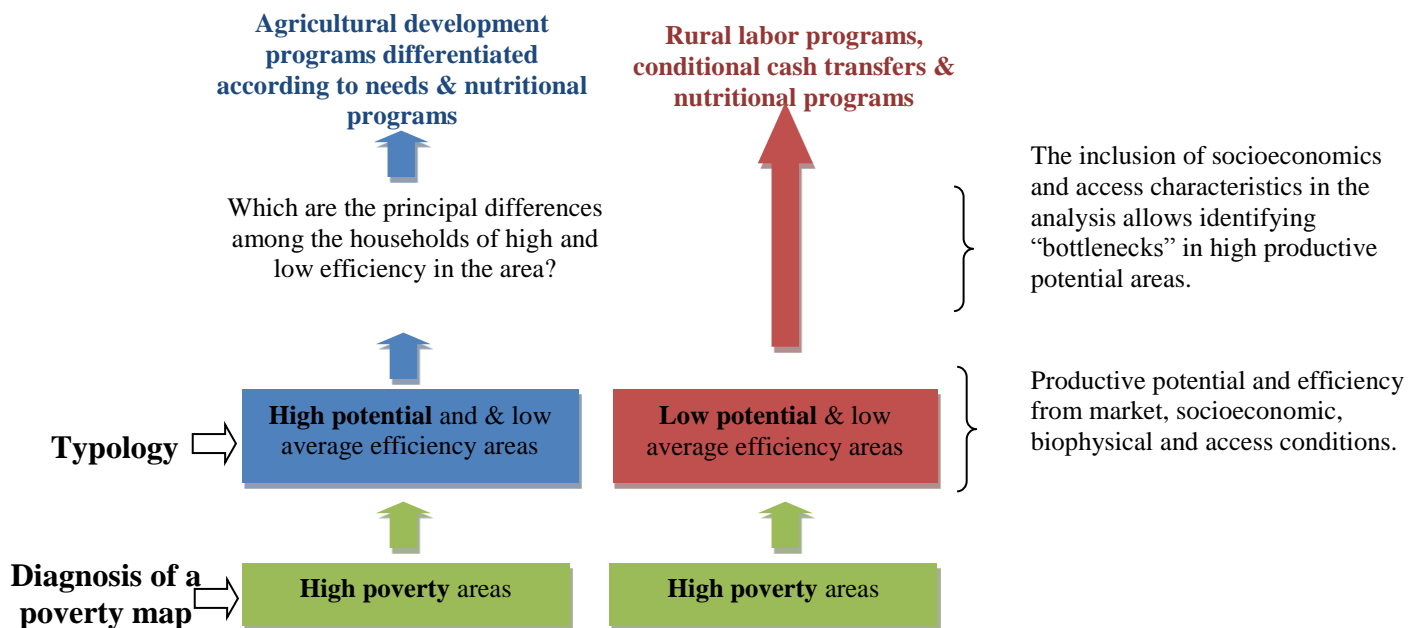 Agricultural development
programs differentiated
according to needs & nutritional
programs
Rural labor programs,
conditional cash transfers &
nutritional programs
Which are the principal differences
among the households of high and
low efficiency in the area?
The inclusion of socioeconomics
and access characteristics in the
analysis allows identifying
“bottlenecks” in high productive
potential areas.
Typology
High potential and & low
average efficiency areas
Low potential & low
average efficiency areas
Productive potential and efficiency
from market, socioeconomic,
biophysical and access conditions.
Diagnosis of a
poverty map
High poverty areas
High poverty areas